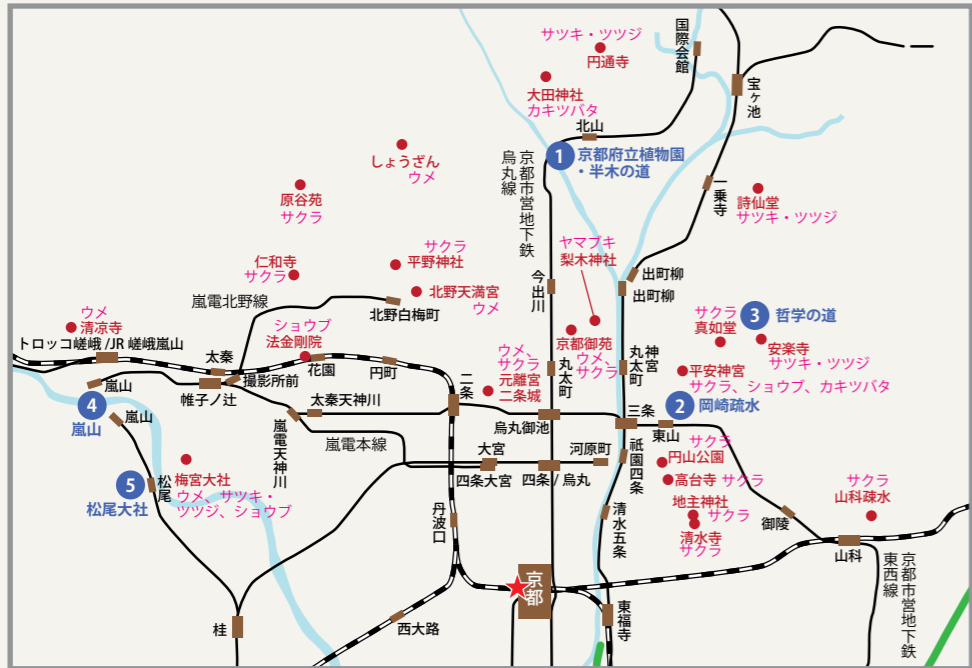 サツキ・ツツジ
円通寺
国際会館
大田神社
カキツバタ
宝ヶ池
北山
1
京都府立植物園
・半木の道
京都市営地下鉄
烏丸線
しょうざん
ウメ
一乗寺
原谷苑
サクラ
詩仙堂
サツキ・ツツジ
ヤマブキ
梨木神社
サクラ
平野神社
仁和寺
サクラ
今出川
出町柳
出町柳
北野天満宮
ウメ
嵐電北野線
北野白梅町
ウメ
清凉寺
トロッコ嵯峨/JR 嵯峨嵐山
ショウブ
法金剛院
サクラ
真如堂
3
哲学の道
京都御苑
ウメ、
サクラ
安楽寺
サツキ・ツツジ
太秦
撮影所前
花園
円町
二条
ウメ、
サクラ
元離宮
二条城
丸太町
神宮
丸太町
平安神宮
サクラ、ショウブ、カキツバタ
嵐山
帷子ノ辻
4
嵐山
嵐山
太秦天神川
嵐電天神川
嵐電本線
烏丸御池
三条
2
岡崎疏水
東山
大宮
四条大宮
四条 / 烏丸
河原町
祇園四条
サクラ
円山公園
高台寺
サクラ
5
松尾大社
松尾
梅宮大社
ウメ、サツキ・
ツツジ、ショウブ
地主神社
サクラ
清水寺
サクラ
清水五条
丹波口
御陵
サクラ
山科疏水
山科
京都市営地下鉄
東西線
京都
桂
西大路
東福寺